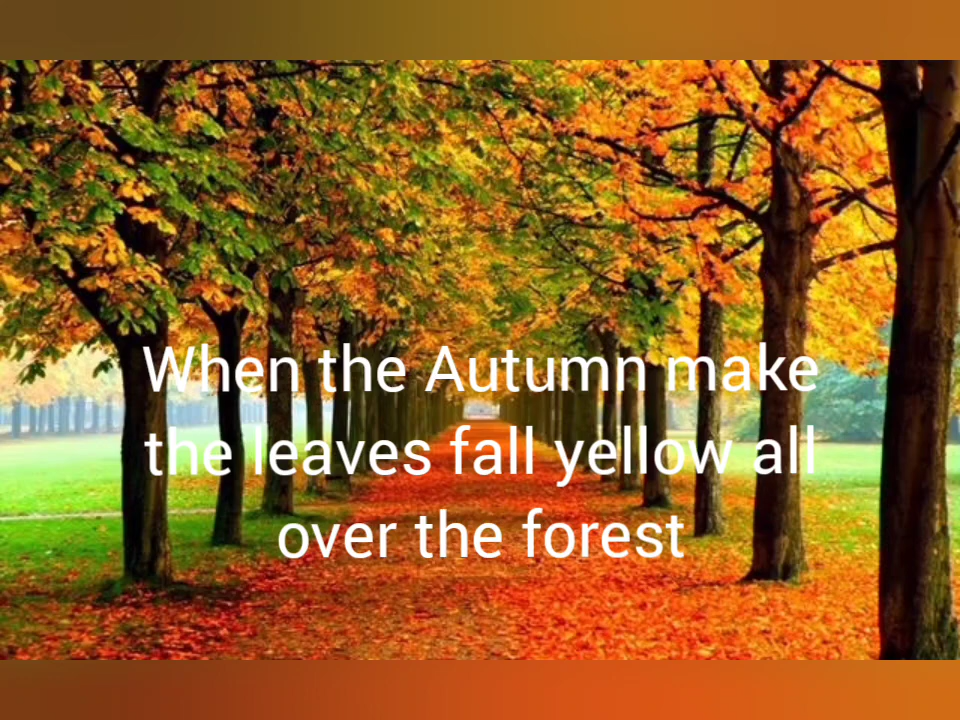 When the Autumn make
the leaves fall yellow all
over the forest